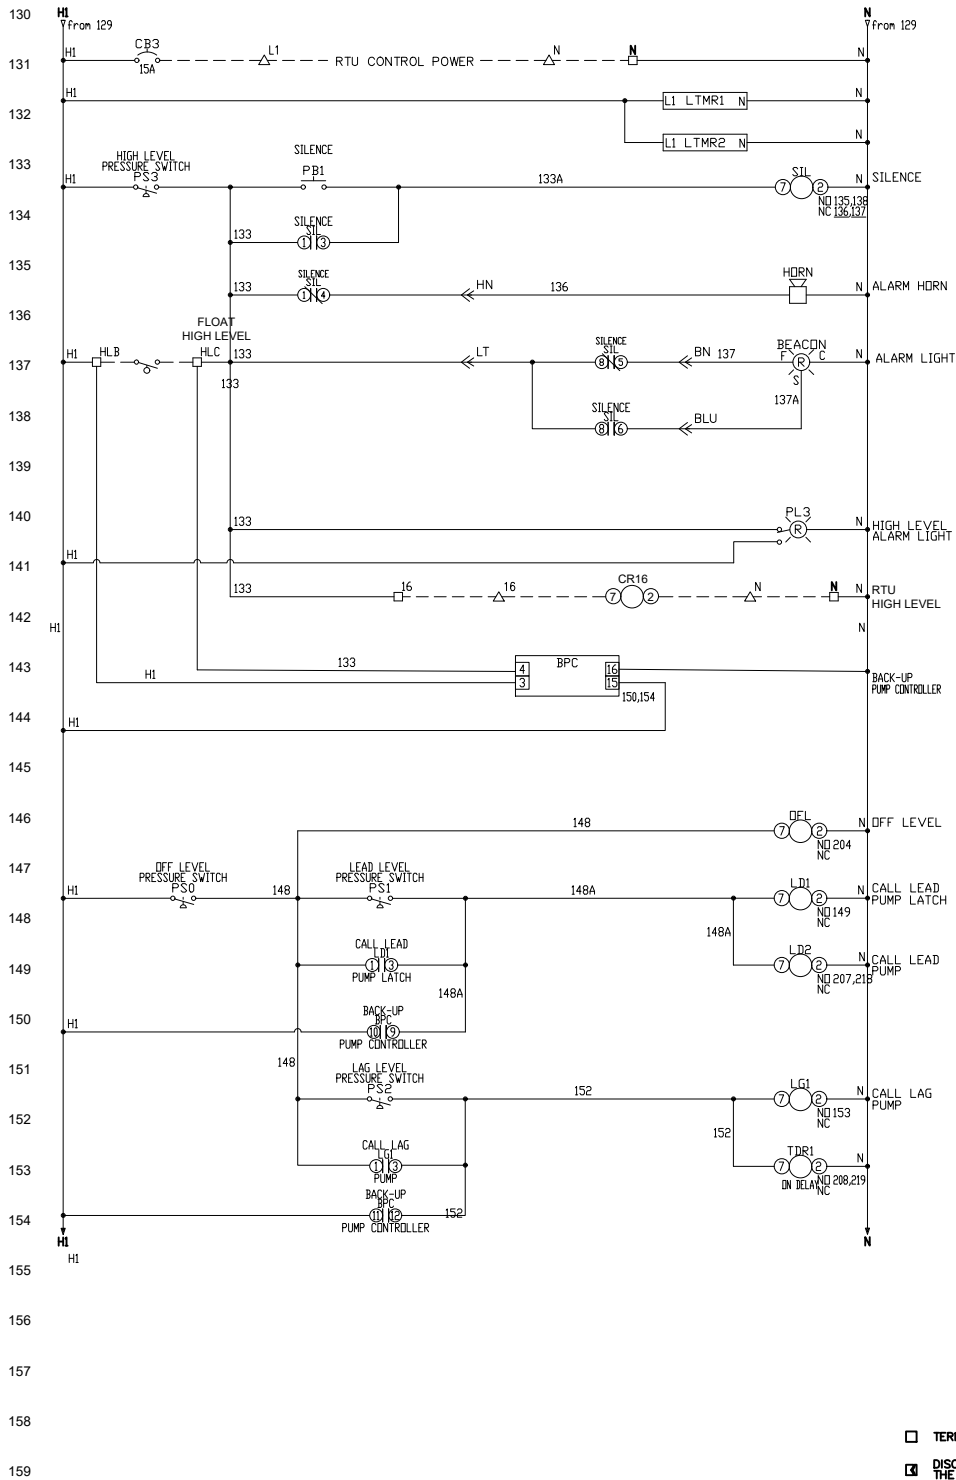 130 H1 N
from 129 from 129
CB3
131 H1 15A L1 RTU CONTROL POWER N N N
132 H1 L1 LTMR1 N N
L1 LTMR2 N N
133 HIGH LEVEL SILENCE
PRESSURE SWITCH
H1 PS3 PB1 133A 7 SIL 2 N SILENCE
134 NO 135,138
NC 136,137
SILENCE
SIL
133 1 3
135 SILENCE HORN
SIL
133 1 4 HN 136 N ALARM HORN
136 FLOAT
HIGH LEVEL
137 H1 HLB HLC 133 LT SILENCE BN 137 BEACON N ALARM LIGHT
SIL F R C
133 8 5 S
137A
138 SILENCE
SIL
8 6 BLU
139
140 133 PL3 N HIGH LEVEL
R ALARM LIGHT
141 H1
133 16 16 7 CR16 2 N N N RTU
142 HIGH LEVEL
H1 N
143 133 4 BPC 16
H1 3 15 BACK-UP
150,154 PUMP CONTROLLER
144 H1
145
146 148 7 OFL 2 N OFF LEVEL
NO 204
NC
147 OFF LEVEL LEAD LEVEL
PRESSURE SWITCH PRESSURE SWITCH
H1 PS0 148 PS1 148A 7 LD1 2 N CALL LEAD
PUMP LATCH
148 NO 149
NC
148A
149 CALL LEAD
LD1
1 3
PUMP LATCH
7 LD2 2 N CALL LEAD
PUMP
148A NO 207,218
NC
150 H1 BACK-UP
BPC
10 9
PUMP CONTROLLER
151 148 LAG LEVEL
PRESSURE SWITCH
PS2 152 7 LG1 2 N CALL LAG
PUMP
152 NO 153
NC
152
153 CALL LAG
LG1
1 3
PUMP
7 TDR1 2 N
ON DELAY NO 208,219
NC
154 BACK-UP
BPC
11 12 152
PUMP CONTROLLER
H1 N
155 H1
156
157
158
159